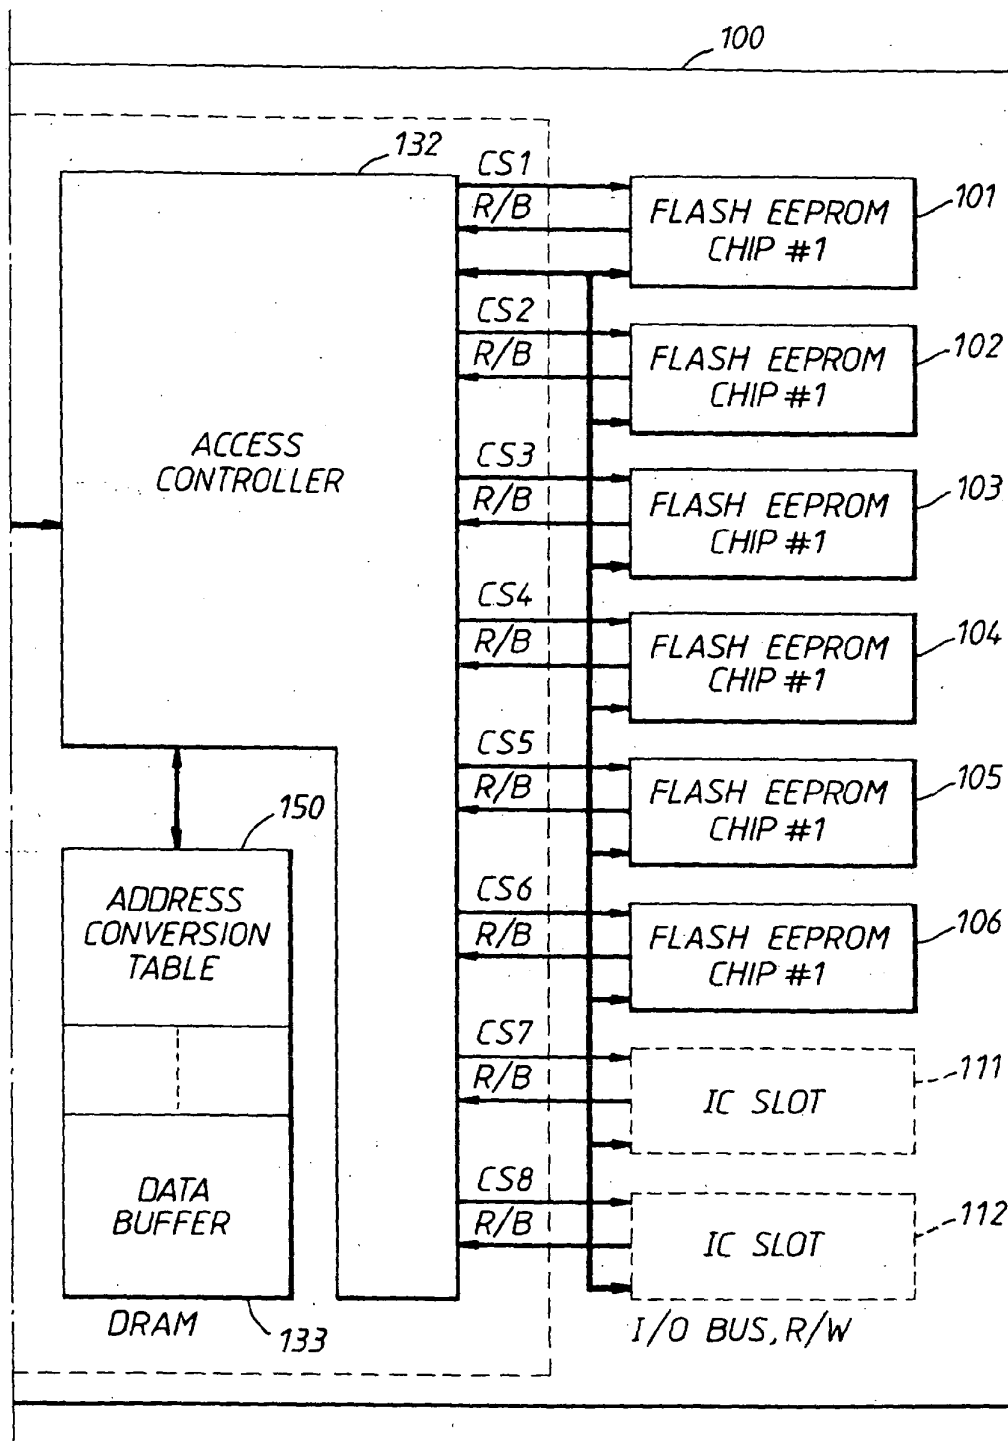 100
132
CS1
R/B
FLASH EEPROM
CHIP #1
101
CS2
R/B
FLASH EEPROM
CHIP #1
102
ACCESS
CONTROLLER
CS3
R/B
FLASH EEPROM
CHIP #1
103
CS4
R/B
FLASH EEPROM
CHIP #1
104
CS5
R/B
FLASH EEPROM
CHIP #1
105
150
ADDRESS
CONVERSION
TABLE
CS6
R/B
FLASH EEPROM
CHIP #1
106
CS7
R/B
IC SLOT
111
DATA
BUFFER
CS8
R/B
IC SLOT
112
DRAM
133
I/O BUS, R/W